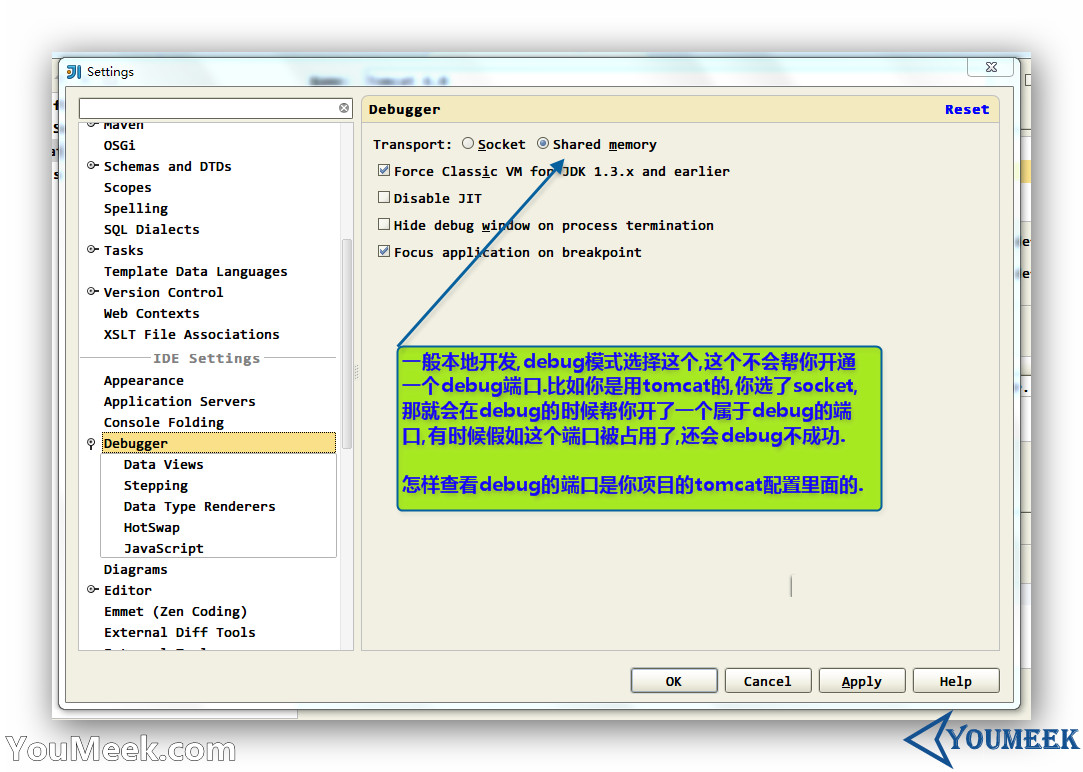 Settings
Maven
OSGi
Schemas and DTDs
Scopes
Spelling
SQL Dialects
Tasks
Template Data Languages
Version Control
Web Contexts
XSLT File Associations
IDE Settings
Appearance
Application Servers
Console Folding
Debugger
Data Views
Stepping
Data Type Renderers
HotSwap
JavaScript
Diagrams
Editor
Emmet (Zen Coding)
External Diff Tools
Debugger Reset
Transport: Socket Shared memory
Force Classic VM for JDK 1.3.x and earlier
Disable JIT
Hide debug window on process termination
Focus application on breakpoint
一般本地开发,debug模式选择这个,这个不会帮你开通
一个debug端口.比如你是用tomcat的,你选了socket,
那就会在debug的时候帮你开了一个属于debug的端
口,有时候假如这个端口被占用了,还会debug不成功.
怎样查看debug的端口是你项目的tomcat配置里面的.
OK Cancel Apply Help
YouMeek.com
YOUMEEK